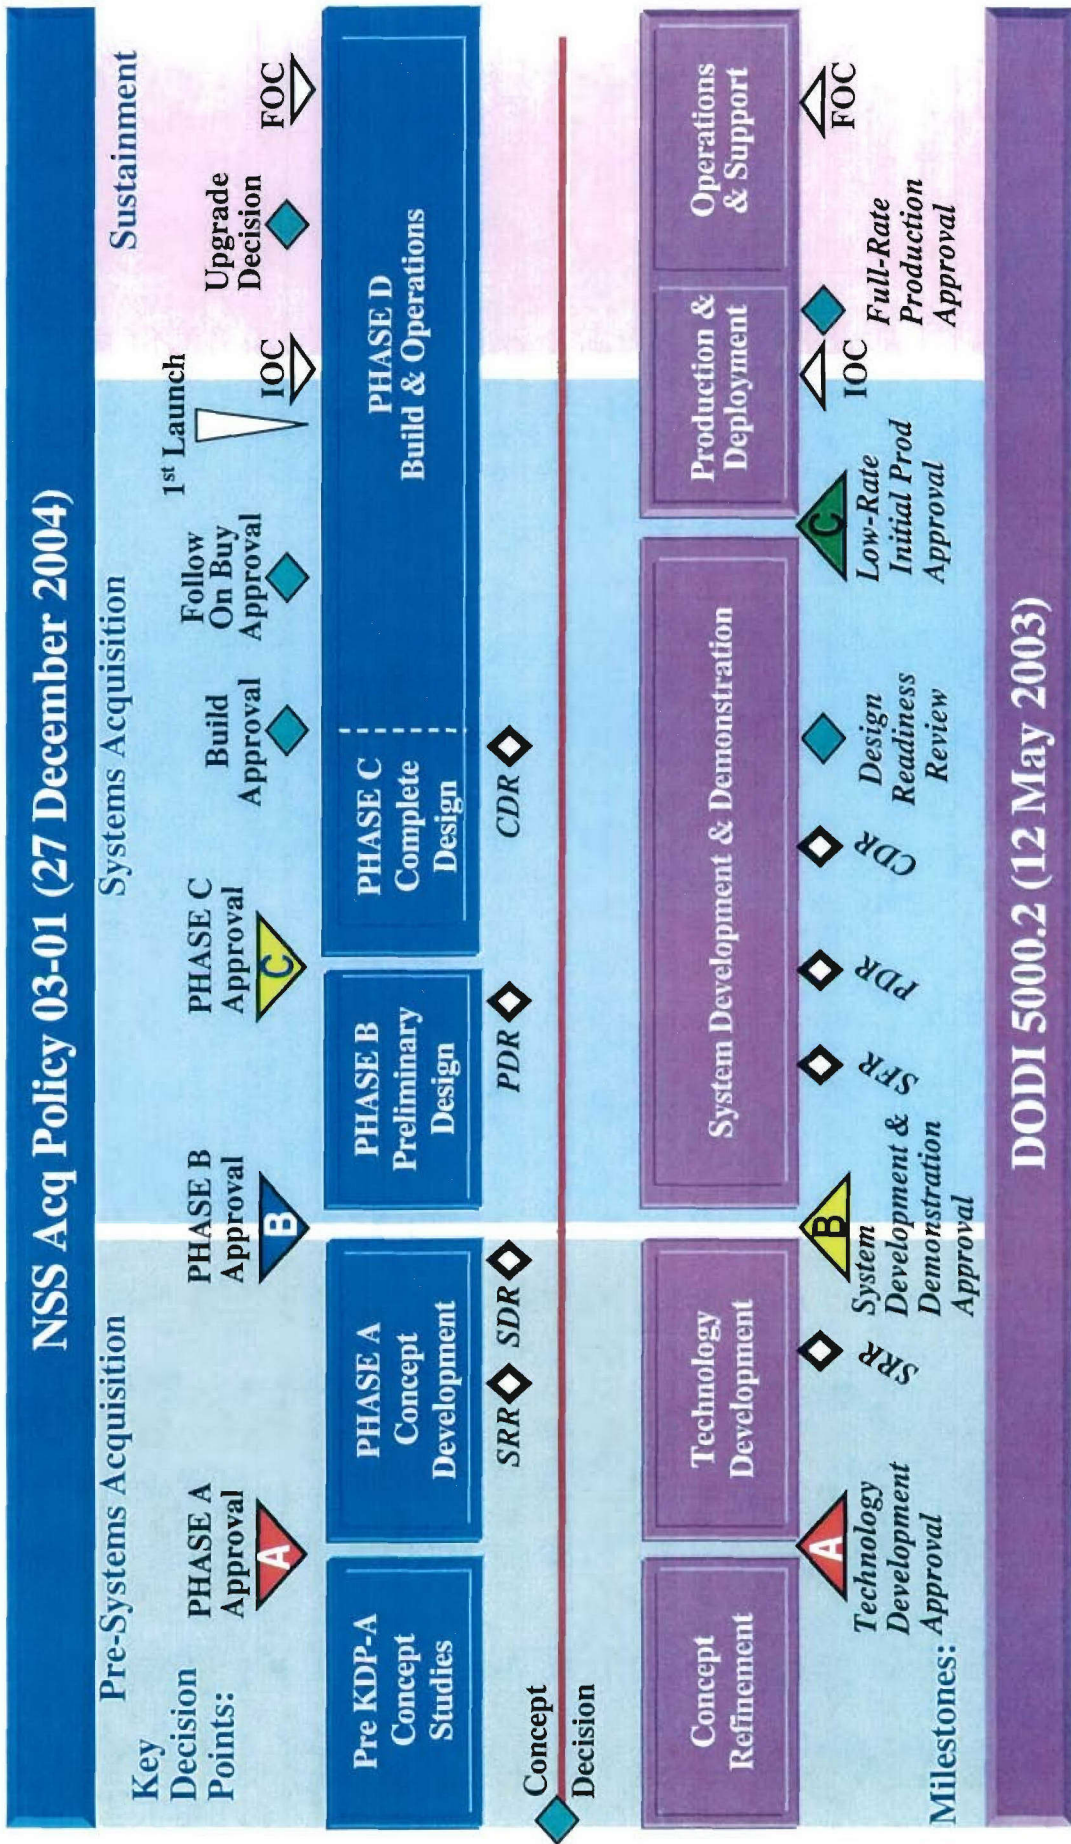 NSS Acq Policy 03-01 (27 December 2004)
Pre-Systems Acquisition
Systems Acquisition
Sustainment
Key
Decision
Points:
PHASE A
Approval
A
PHASE B
Approval
B
PHASE C
Approval
C
Build
Approval
Follow
On Buy
Approval
1st Launch
IOC
Upgrade
Decision
FOC
Pre KDP-A
Concept
Studies
PHASE A
Concept
Development
PHASE B
Preliminary
Design
PHASE C
Complete
Design
PHASE D
Build & Operations
SRR
SDR
PDR
CDR
Concept
Decision
Concept
Refinement
Technology
Development
System Development & Demonstration
Production &
Deployment
Operations
& Support
Milestones:
A
Technology
Development
Approval
SRR
B
System
Development &
Demonstration
Approval
SFR
PDR
CDR
Design
Readiness
Review
C
Low-Rate
Initial Prod
Approval
IOC
Full-Rate
Production
Approval
FOC
DODI 5000.2 (12 May 2003)